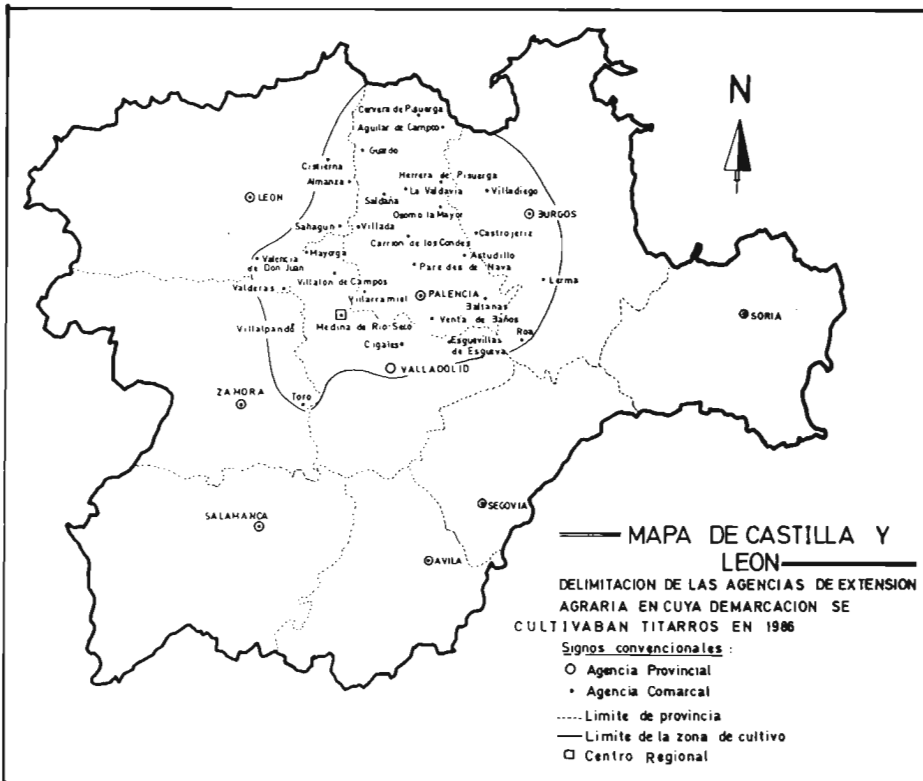 N
Cervera de Pisuerga
Aguilar de Campoo
Guardo
Cistierna
Almanza
Herrera de Pisuerga
La Valdavia
Villadiego
Saldaña
LEON
Osorno la Mayor
BURGOS
Sahagun
Villada
Castrojeriz
Carrion de los Condes
Mayorga
Astudillo
Valencia
de Don Juan
Paredes de Nava
Villalon de Campos
Lerma
Valderas
Villarramiel
PALENCIA
Baltanas
SORIA
Villalpando
Medina de Rio-Seco
Venta de Baños
Roa
Cigales
Esguevillas
de Esgueva
VALLADOLID
ZAMORA
Toro
SEGOVIA
SALAMANCA
AVILA
MAPA DE CASTILLA Y
LEON
DELIMITACION DE LAS AGENCIAS DE EXTENSION
AGRARIA EN CUYA DEMARCACION SE
CULTIVABAN TITARROS EN 1986
Signos convencionales :
Agencia Provincial
Agencia Comarcal
Limite de provincia
Limite de la zona de cultivo
Centro Regional